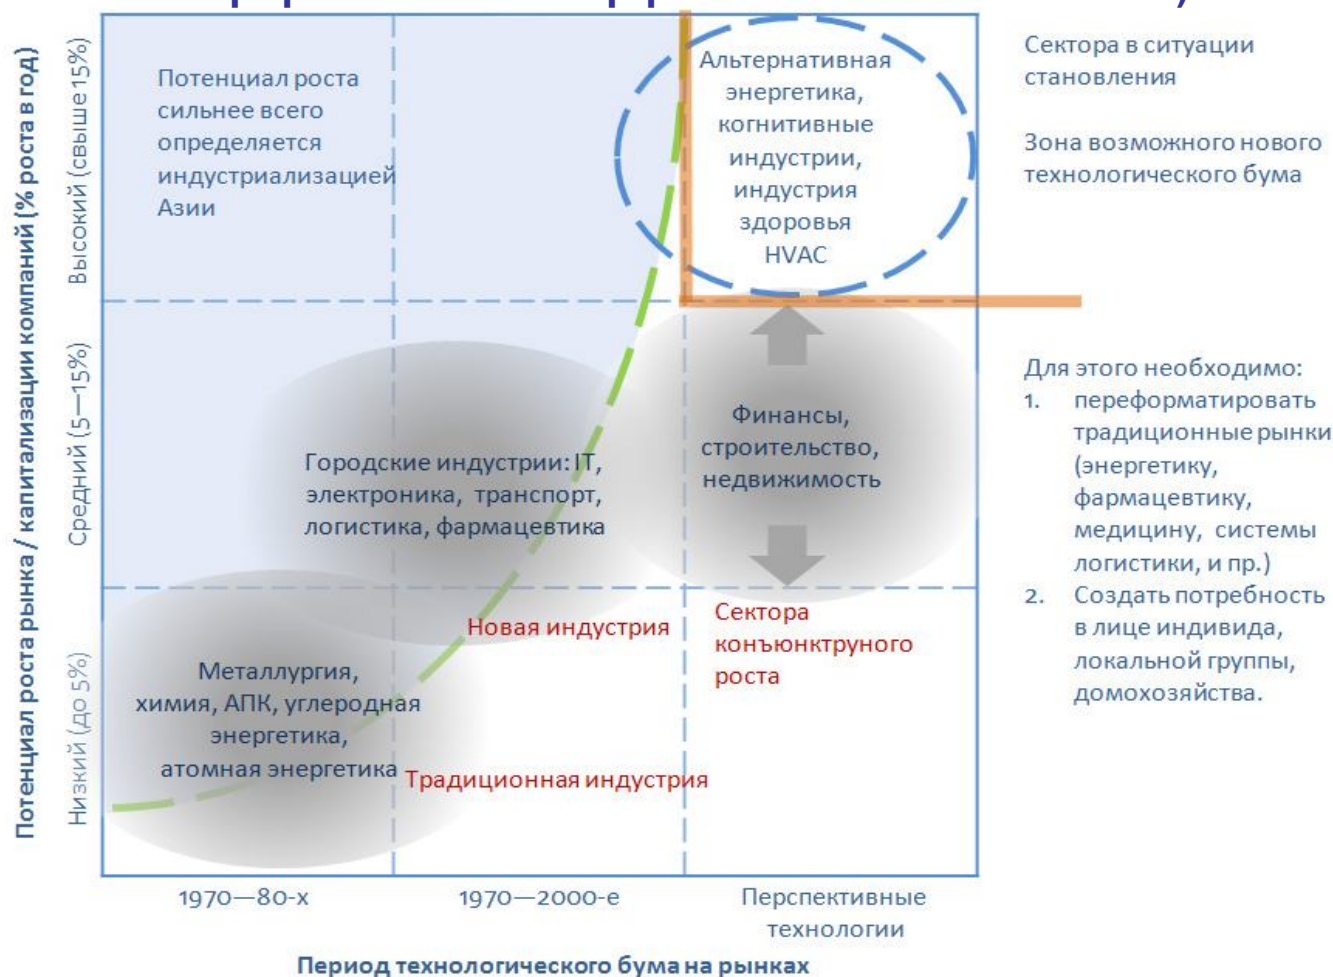 Потенциал роста рынка / капитализации компаний (% роста в год)
Высокий (свыше 15%)
Средний (5—15%)
Низкий (до 5%)
Потенциал роста
сильнее всего
определяется
индустриализацией
Азии
Альтернативная
энергетика,
когнитивные
индустрии,
индустрия
здоровья
HVAC
Сектора в ситуации
становления
Зона возможного нового
технологического бума
Городские индустрии: IT,
электроника, транспорт,
логистика, фармацевтика
Финансы,
строительство,
недвижимость
Для этого необходимо:
1. переформатировать
традиционные рынки
(энергетику,
фармацевтику,
медицину, системы
логистики, и пр.)
2. Создать потребность
в лице индивида,
локальной группы,
домохозяйства.
Новая индустрия
Сектора
конъюнктруного
роста
Металлургия,
химия, АПК, углеродная
энергетика,
атомная энергетика
Традиционная индустрия
1970—80-х
1970—2000-е
Перспективные
технологии
Период технологического бума на рынках